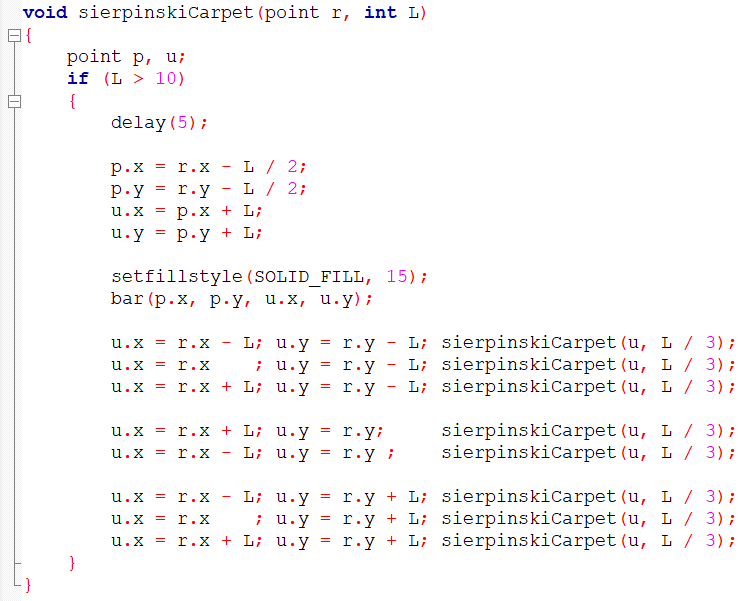 void sierpinskiCarpet(point r, int L)
{
    point p, u;
    if (L > 10)
    {
        delay(5);

        p.x = r.x - L / 2;
        p.y = r.y - L / 2;
        u.x = p.x + L;
        u.y = p.y + L;

        setfillstyle(SOLID_FILL, 15);
        bar(p.x, p.y, u.x, u.y);

        u.x = r.x - L; u.y = r.y - L; sierpinskiCarpet(u, L / 3);
        u.x = r.x    ; u.y = r.y - L; sierpinskiCarpet(u, L / 3);
        u.x = r.x + L; u.y = r.y - L; sierpinskiCarpet(u, L / 3);

        u.x = r.x + L; u.y = r.y;     sierpinskiCarpet(u, L / 3);
        u.x = r.x - L; u.y = r.y ;    sierpinskiCarpet(u, L / 3);

        u.x = r.x - L; u.y = r.y + L; sierpinskiCarpet(u, L / 3);
        u.x = r.x    ; u.y = r.y + L; sierpinskiCarpet(u, L / 3);
        u.x = r.x + L; u.y = r.y + L; sierpinskiCarpet(u, L / 3);
    }
}